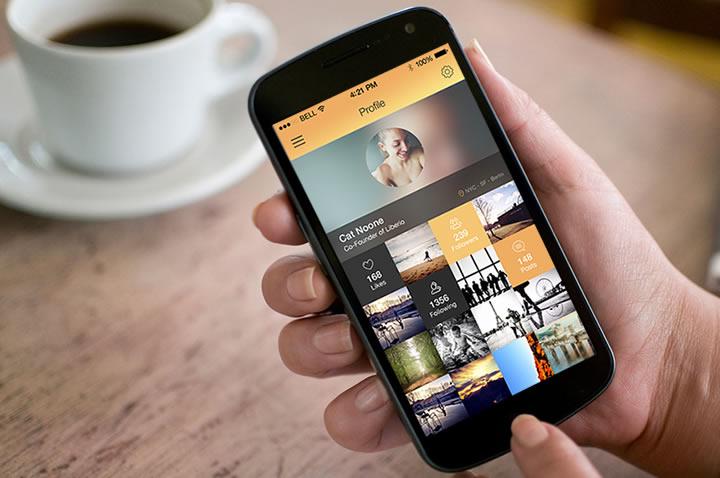 BELL
4:21 PM
100%
Profile
Cat Noone
Co-Founder of Liberio
NYC - SF - Berlin
168
Likes
239
Followers
1356
Following
148
Posts